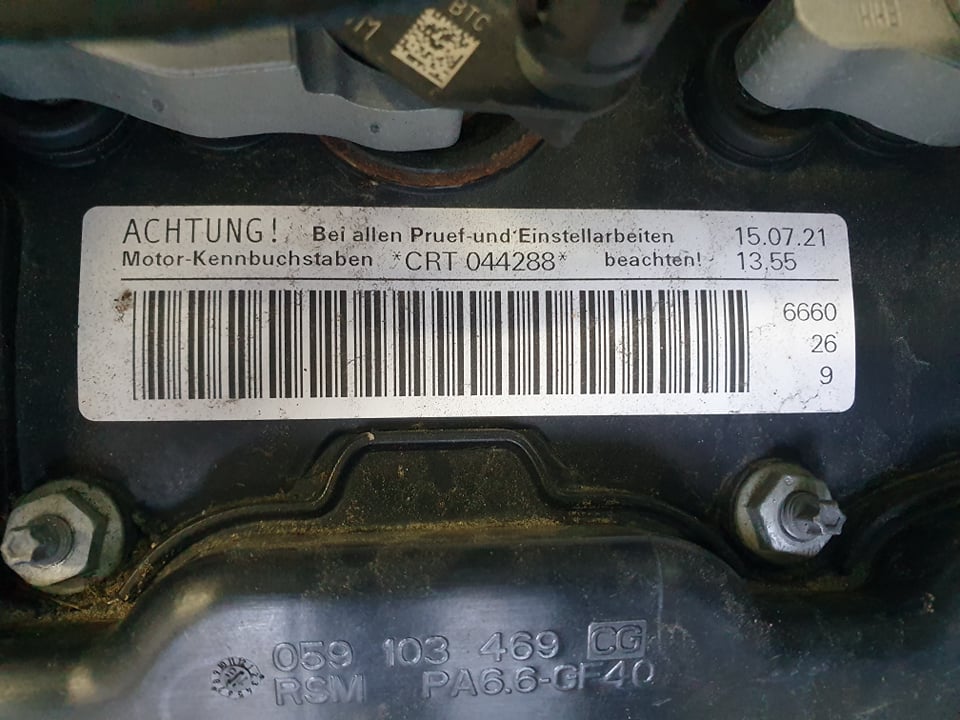 BTC
ACHTUNG! Bei allen Pruef-und Einstellarbeiten 15.07.21
Motor-Kennbuchstaben *CRT 044288* beachten! 13.55
6660
26
9
059 103 469 CG
RSM PA6.6-GF40